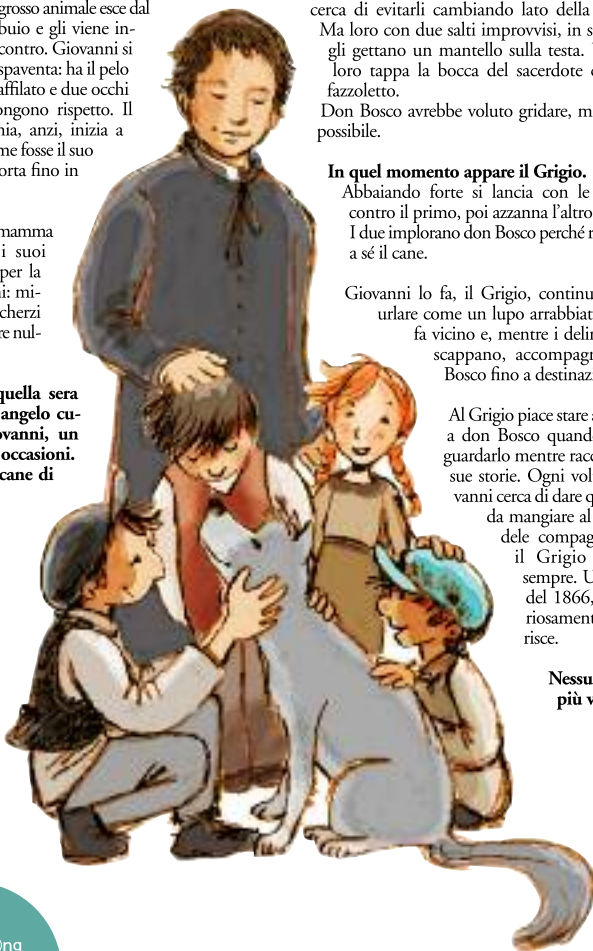 grosso animale esce dal
buio e gli viene in-
contro. Giovanni si
spaventa: ha il pelo
affilato e due occhi
ongono rispetto. Il
nia, anzi, inizia a
me fosse il suo
orta fino in
mamma
i suoi
per la
ni: mi-
cherzi
re nul-
quella sera
angelo cu-
ovanni, un
occasioni.
cane di
cerca di evitarli cambiando lato della
Ma loro con due salti improvvisi, in s
gli gettano un mantello sulla testa.
loro tappa la bocca del sacerdote
fazzoletto.
Don Bosco avrebbe voluto gridare, m
possibile.
In quel momento appare il Grigio.
Abbaiando forte si lancia con le
contro il primo, poi azzanna l'altro
I due implorano don Bosco perché r
a sé il cane.
Giovanni lo fa, il Grigio, continu
urlare come un lupo arrabbiat
fa vicino e, mentre i deli
scappano, accompagn
Bosco fino a destinazi
Al Grigio piace stare
a don Bosco quand
guardarlo mentre racc
sue storie. Ogni vol
vanni cerca di dare q
da mangiare al
dele compag
il Grigio
sempre. U
del 1866,
riosament
risce.
Nessu
più v
Ong